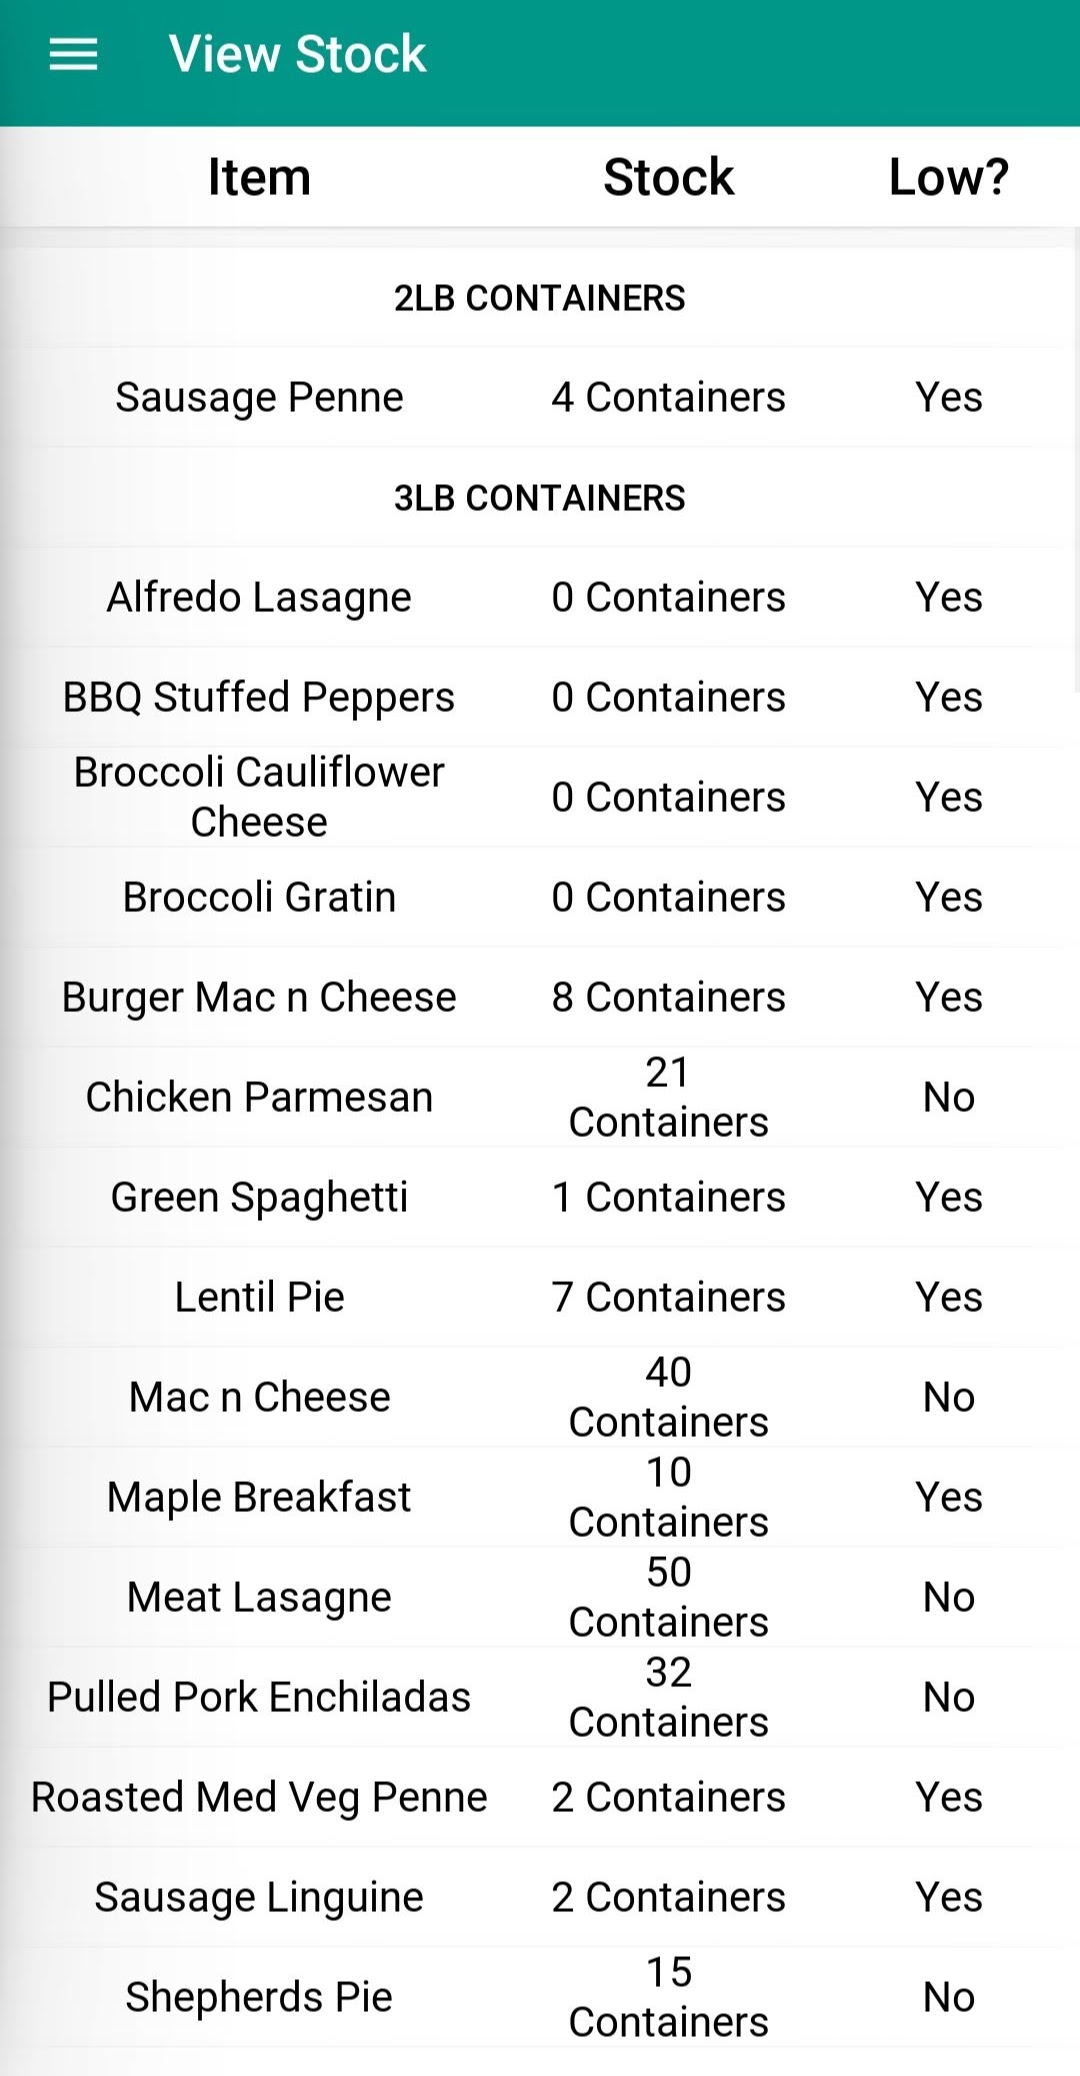 View Stock
Item Stock Low?
2LB CONTAINERS
Sausage Penne 4 Containers Yes
3LB CONTAINERS
Alfredo Lasagne 0 Containers Yes
BBQ Stuffed Peppers 0 Containers Yes
Broccoli Cauliflower
Cheese 0 Containers Yes
Broccoli Gratin 0 Containers Yes
Burger Mac n Cheese 8 Containers Yes
Chicken Parmesan 21
Containers No
Green Spaghetti 1 Containers Yes
Lentil Pie 7 Containers Yes
Mac n Cheese 40
Containers No
Maple Breakfast 10
Containers Yes
Meat Lasagne 50
Containers No
Pulled Pork Enchiladas 32
Containers No
Roasted Med Veg Penne 2 Containers Yes
Sausage Linguine 2 Containers Yes
Shepherds Pie 15
Containers No